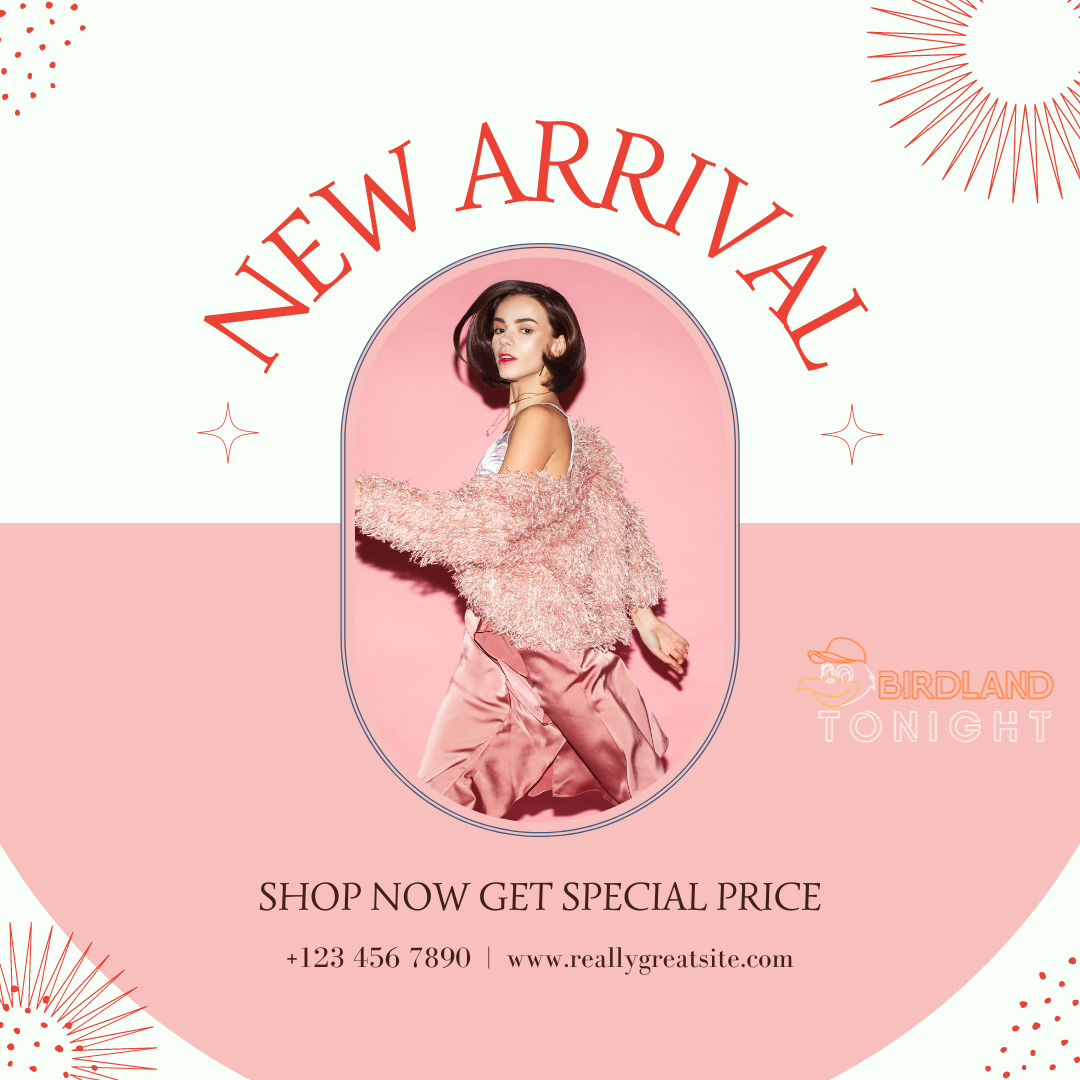 NEW ARRIVAL
BIRDLAND
TONIGHT
SHOP NOW GET SPECIAL PRICE
+123 456 7890 | www.reallygreatsite.com